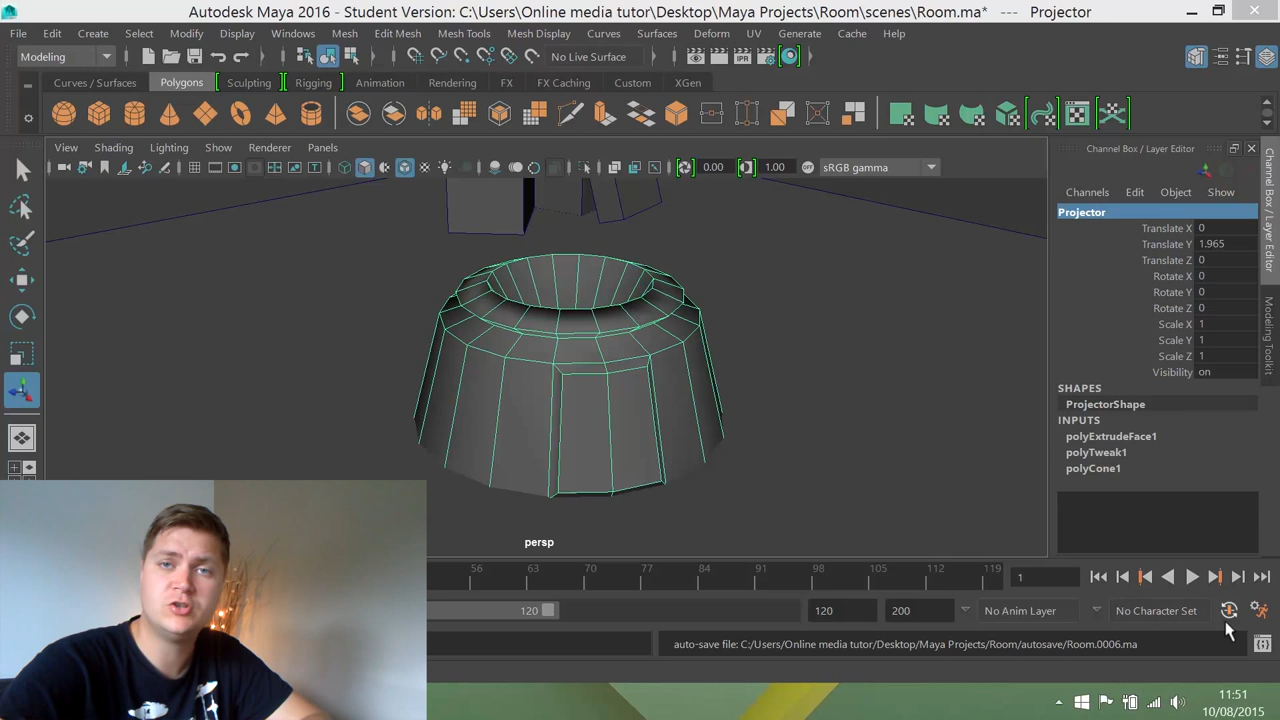 Autodesk Maya 2016 - Student Version: C:\Users\Online media tutor\Desktop\Maya Projects\Room\scenes\Room.ma* --- Projector
File Edit Create Select Modify Display Windows Mesh Edit Mesh Mesh Tools Mesh Display Curves Surfaces Deform UV Generate Cache Help
Modeling No Live Surface
Curves / Surfaces Polygons Sculpting Rigging Animation Rendering FX FX Caching Custom XGen
IPR
View Shading Lighting Show Renderer Panels
0.00 1.00 sRGB gamma
Channel Box / Layer Editor
Channels Edit Object Show
Projector
Translate X 0
Translate Y 1.965
Translate Z 0
Rotate X 0
Rotate Y 0
Rotate Z 0
Scale X 1
Scale Y 1
Scale Z 1
Visibility on
SHAPES
ProjectorShape
INPUTS
polyExtrudeFace1
polyTweak1
polyCone1
Channel Box / Layer Editor
Modeling Toolkit
persp
56 63 70 77 84 91 98 105 112 119 1
120 120 200 No Anim Layer No Character Set
auto-save file: C:/Users/Online media tutor/Desktop/Maya Projects/Room/autosave/Room.0006.ma
11:51
10/08/2015